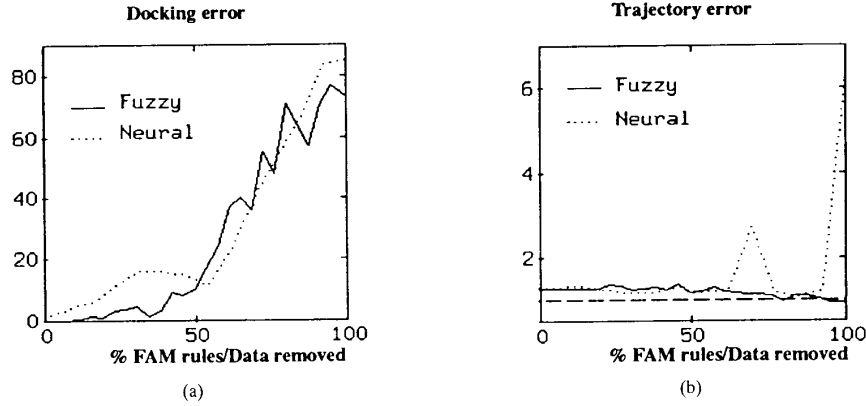 Docking error
80
60
40
20
0
Fuzzy
Neural
0
50
100
% FAM rules/Data removed
(a)
Trajectory error
6
4
2
Fuzzy
Neural
0
50
100
% FAM rules/Data removed
(b)